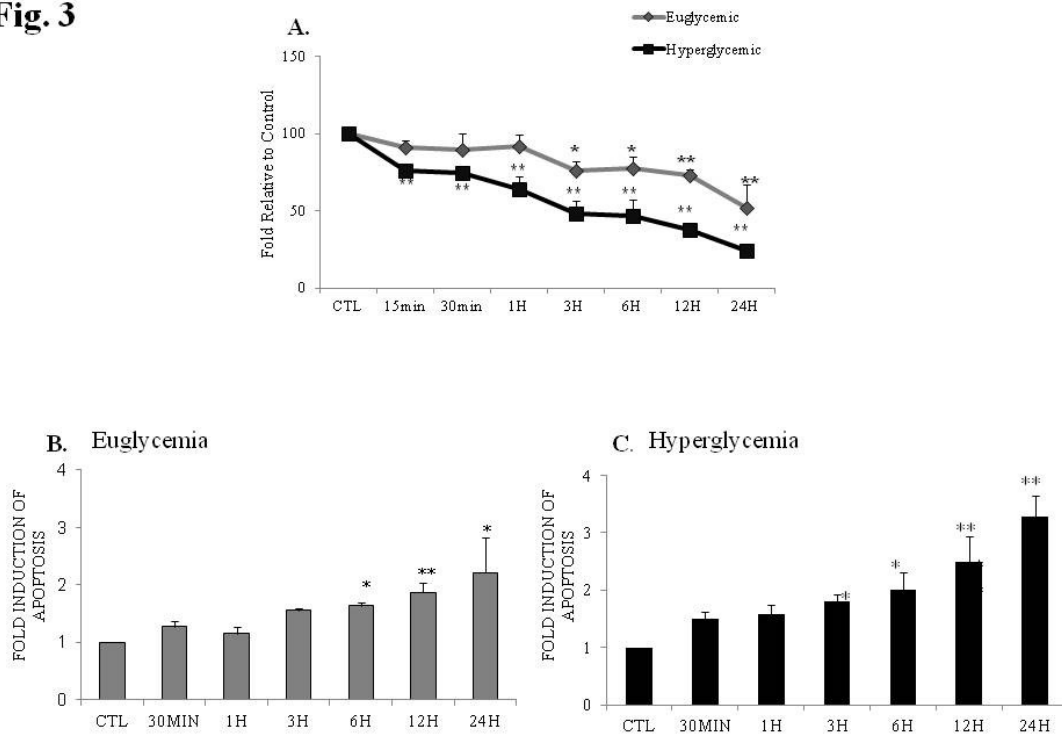 Fig. 3
A.
Euglycemic
Hyperglycemic
Fold Relative to Control
150
100
50
0
* * ** **
** ** ** ** ** ** **
CTL 15min 30min 1H 3H 6H 12H 24H
B. Euglycemia
FOLD INDUCTION OF
APOPTOSIS
4
3
2
1
0
* ** *
CTL 30MIN 1H 3H 6H 12H 24H
C. Hyperglycemia
FOLD INDUCTION OF
APOPTOSIS
4
3
2
1
0
* * ** **
CTL 30MIN 1H 3H 6H 12H 24H